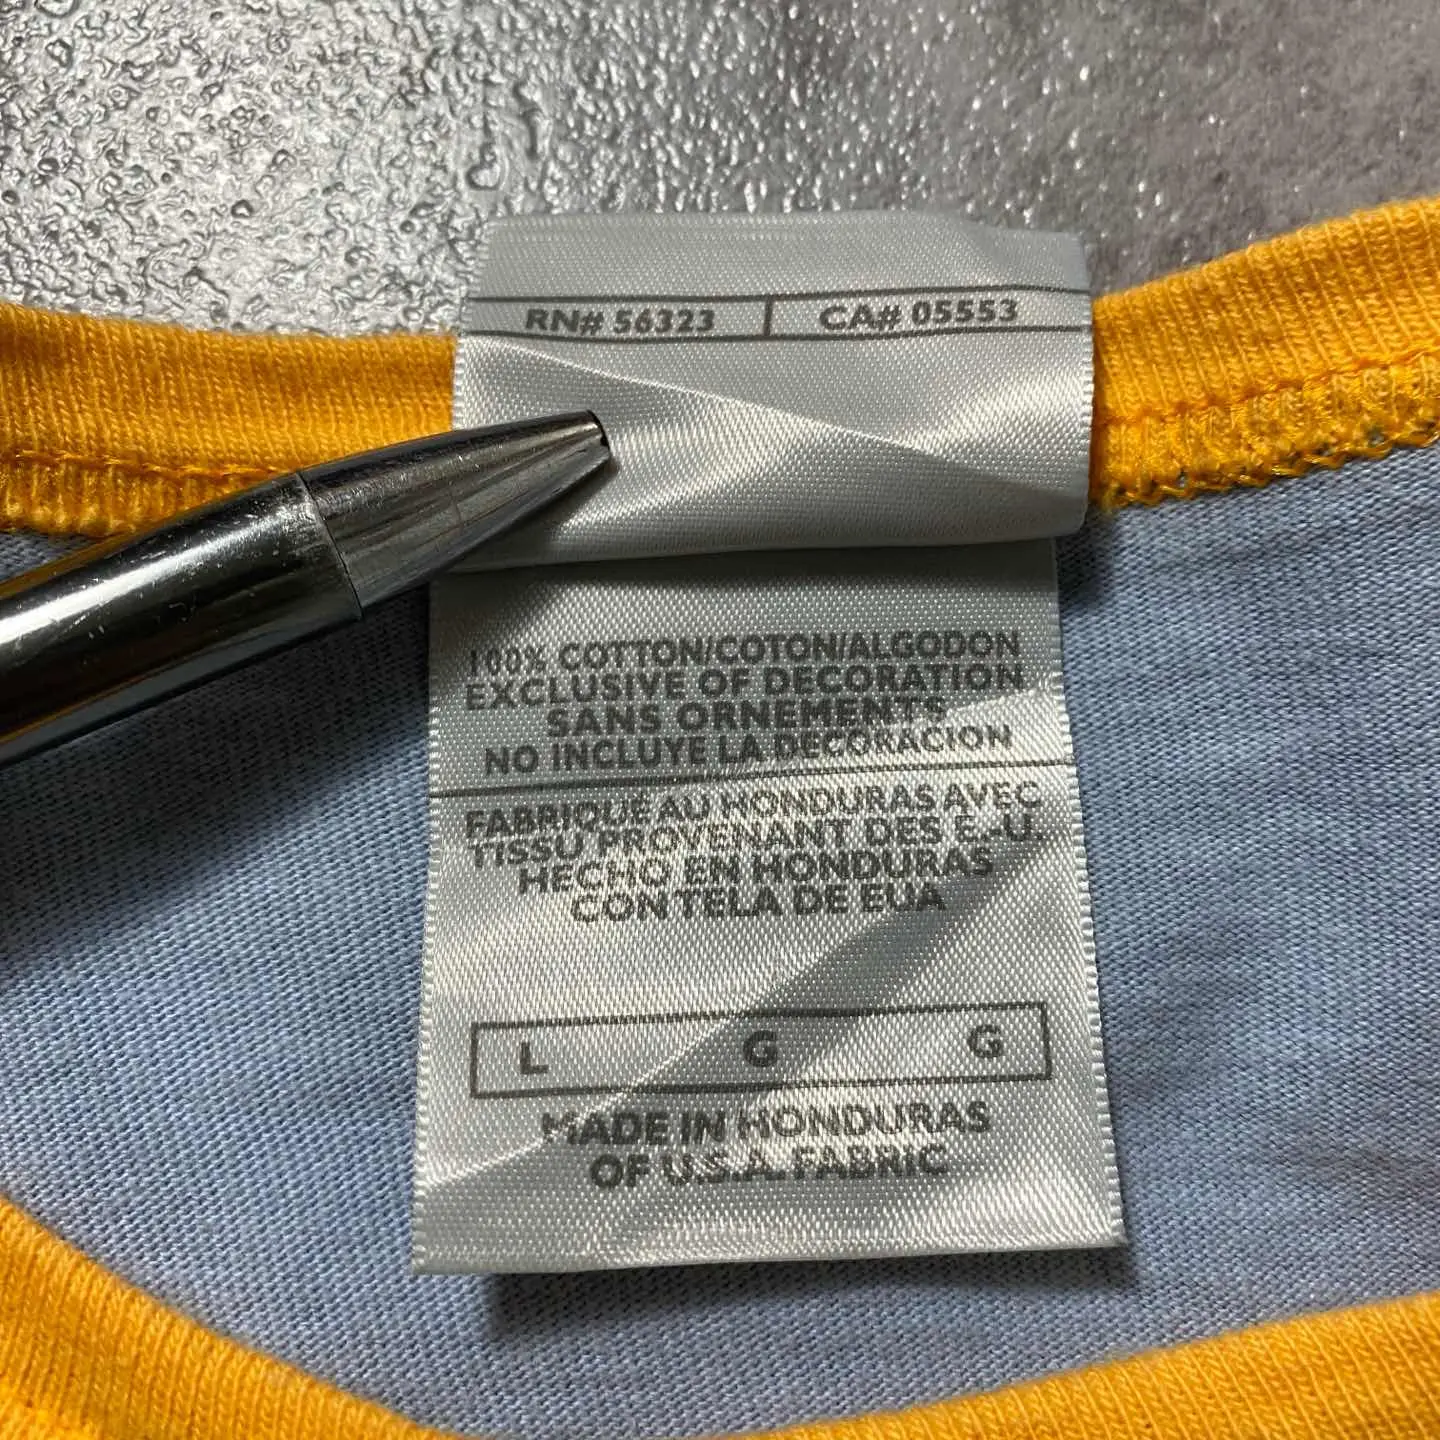 RN# 56323 CA# 05553
100% COTTON/COTON/ALGODON
EXCLUSIVE OF DECORATION
SANS ORNEMENTS
NO INCLUYE LA DECORACION
FABRIQUÉ AU HONDURAS AVEC
TISSU PROVENANT DES É.-U.
HECHO EN HONDURAS
CON TELA DE EUA
L G G
MADE IN HONDURAS
OF U.S.A. FABRIC